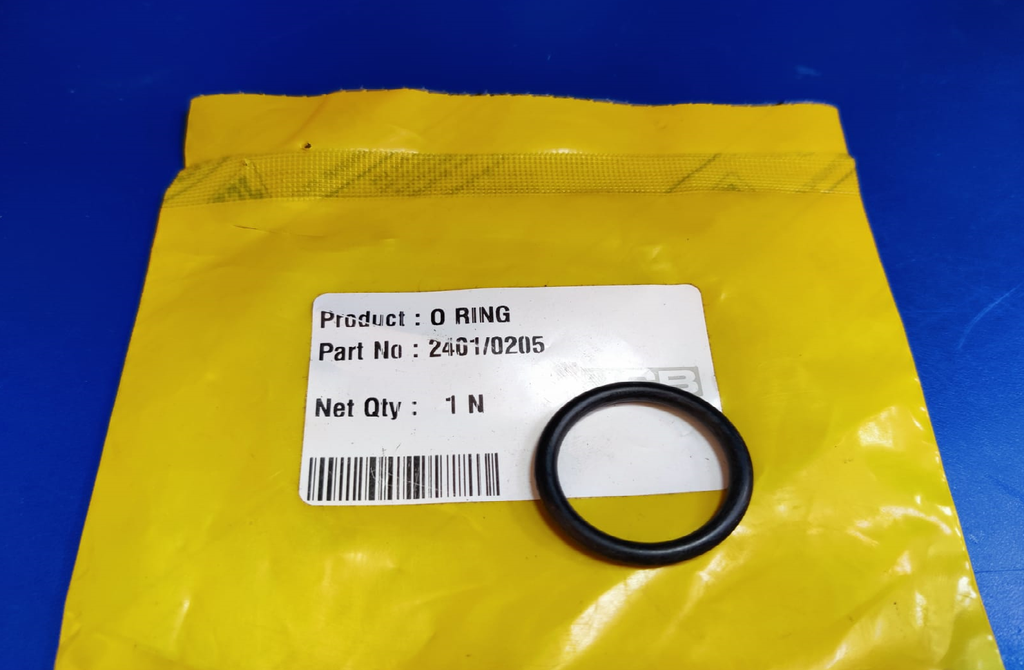 Product : O RING
Part No : 2401/0205
Net Qty : 1 N